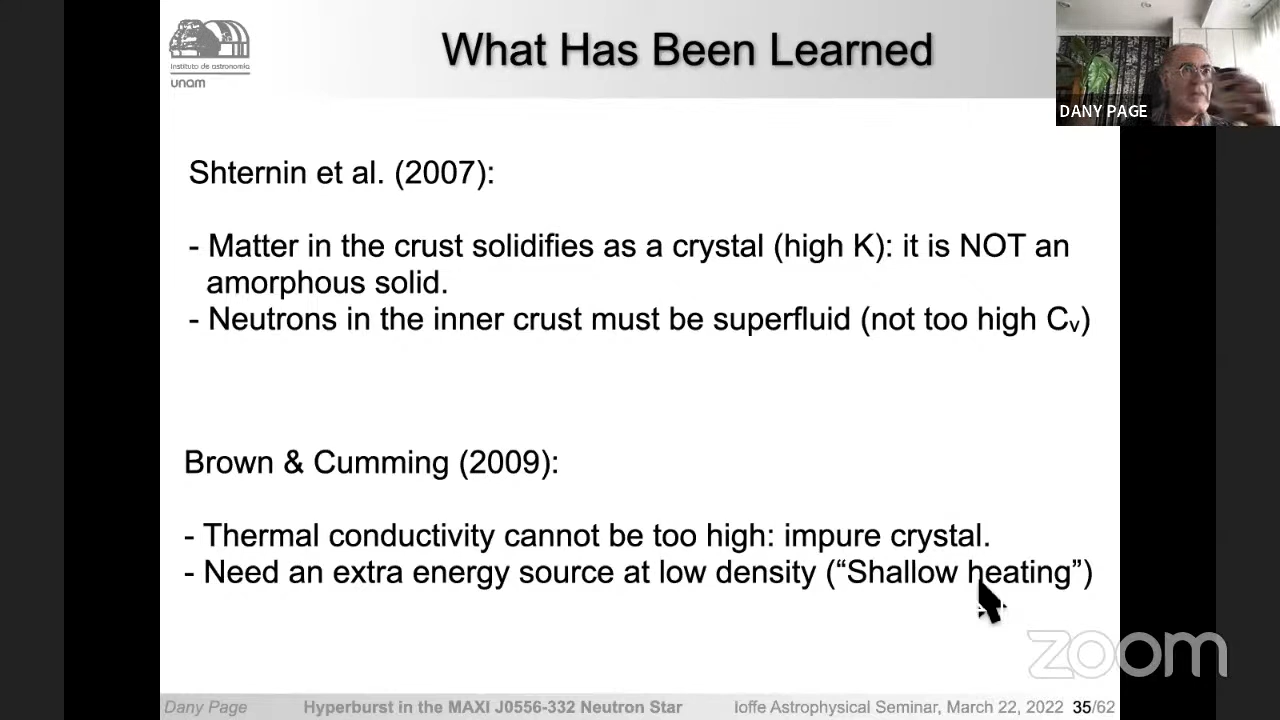 What Has Been Learned
Instituto de astronomía
unam
DANY PAGE
Shternin et al. (2007):
- Matter in the crust solidifies as a crystal (high K): it is NOT an
amorphous solid.
- Neutrons in the inner crust must be superfluid (not too high Cv)
Brown & Cumming (2009):
- Thermal conductivity cannot be too high: impure crystal.
- Need an extra energy source at low density (“Shallow heating”)
zoom
Dany Page Hyperburst in the MAXI J0556-332 Neutron Star Ioffe Astrophysical Seminar, March 22, 2022 35/62